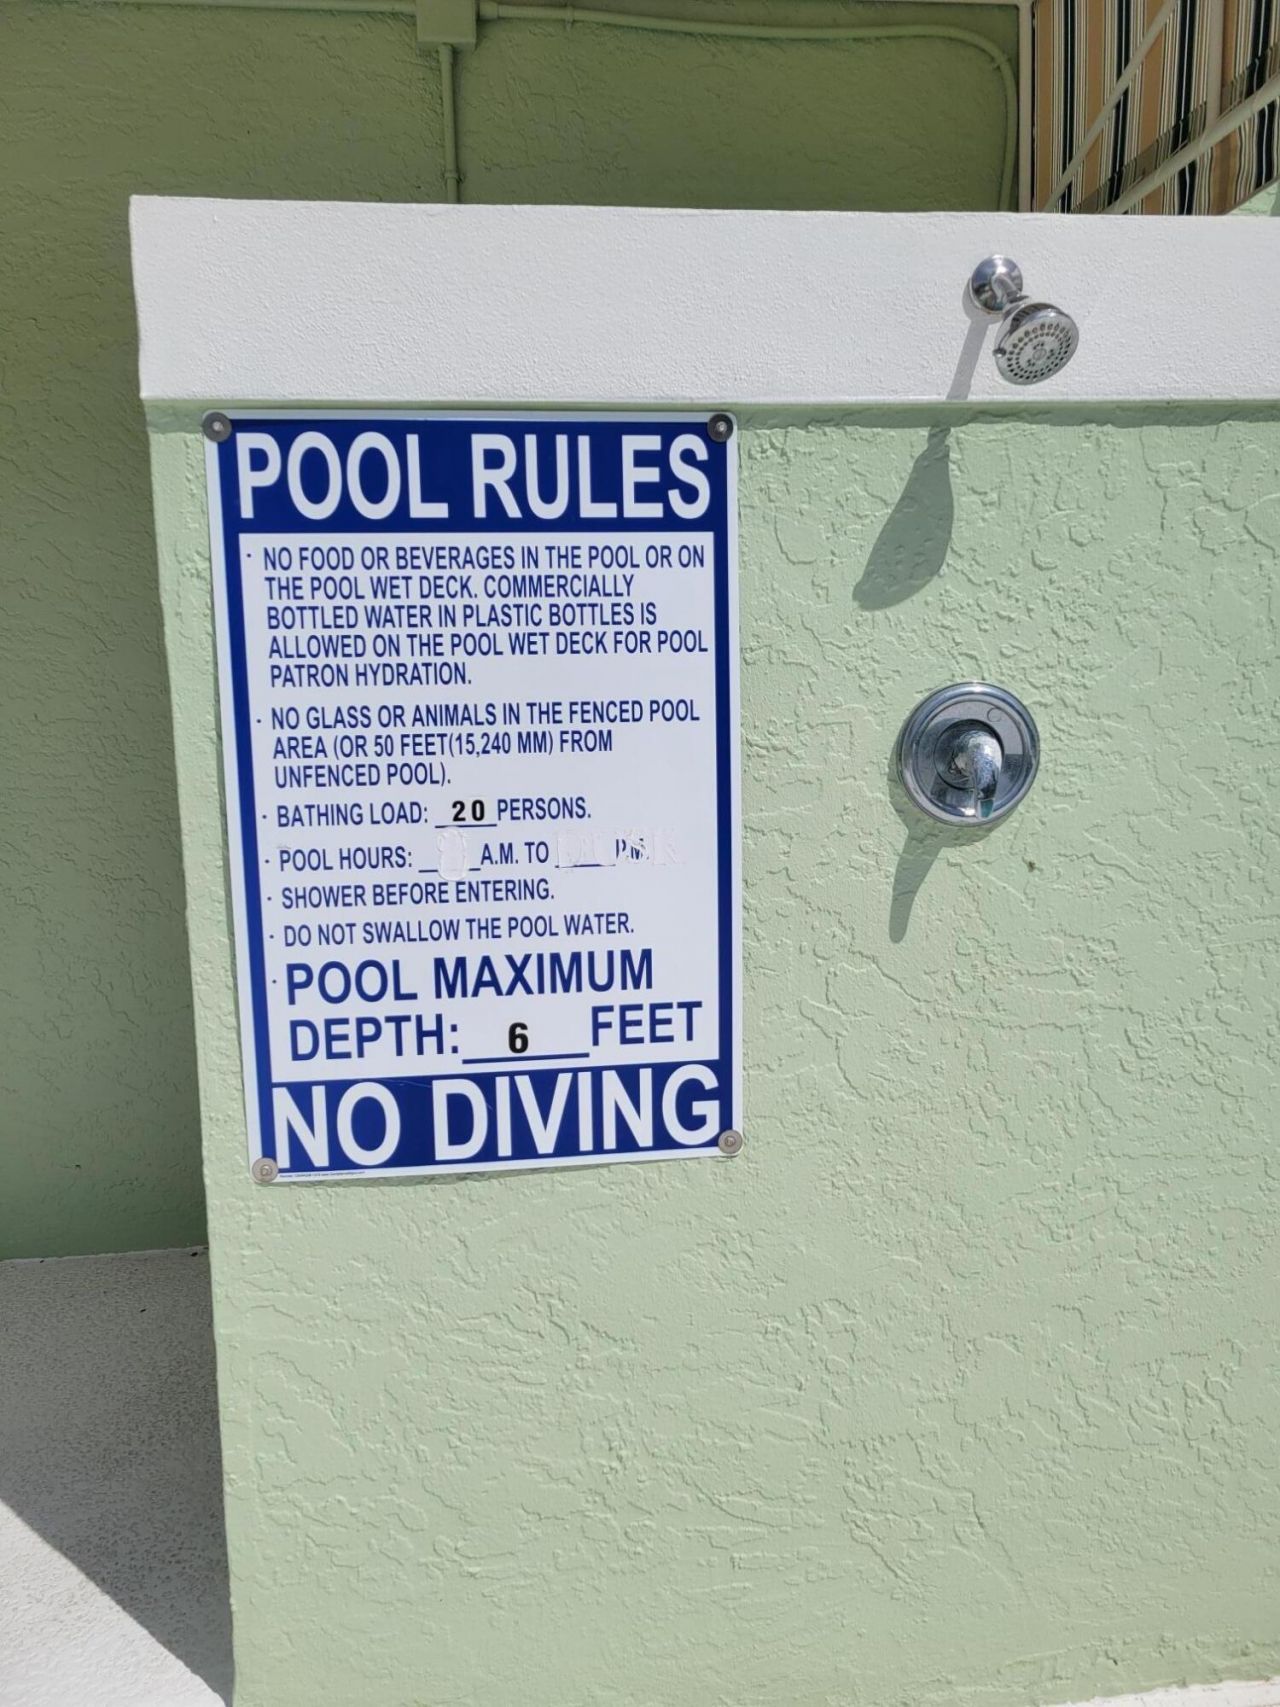 POOL RULES
· NO FOOD OR BEVERAGES IN THE POOL OR ON
THE POOL WET DECK. COMMERCIALLY
BOTTLED WATER IN PLASTIC BOTTLES IS
ALLOWED ON THE POOL WET DECK FOR POOL
PATRON HYDRATION.
· NO GLASS OR ANIMALS IN THE FENCED POOL
AREA (OR 50 FEET(15,240 MM) FROM
UNFENCED POOL).
· BATHING LOAD: 20 PERSONS.
· POOL HOURS: A.M. TO DUSK P.M.
· SHOWER BEFORE ENTERING.
· DO NOT SWALLOW THE POOL WATER.
· POOL MAXIMUM
DEPTH: 6 FEET
NO DIVING